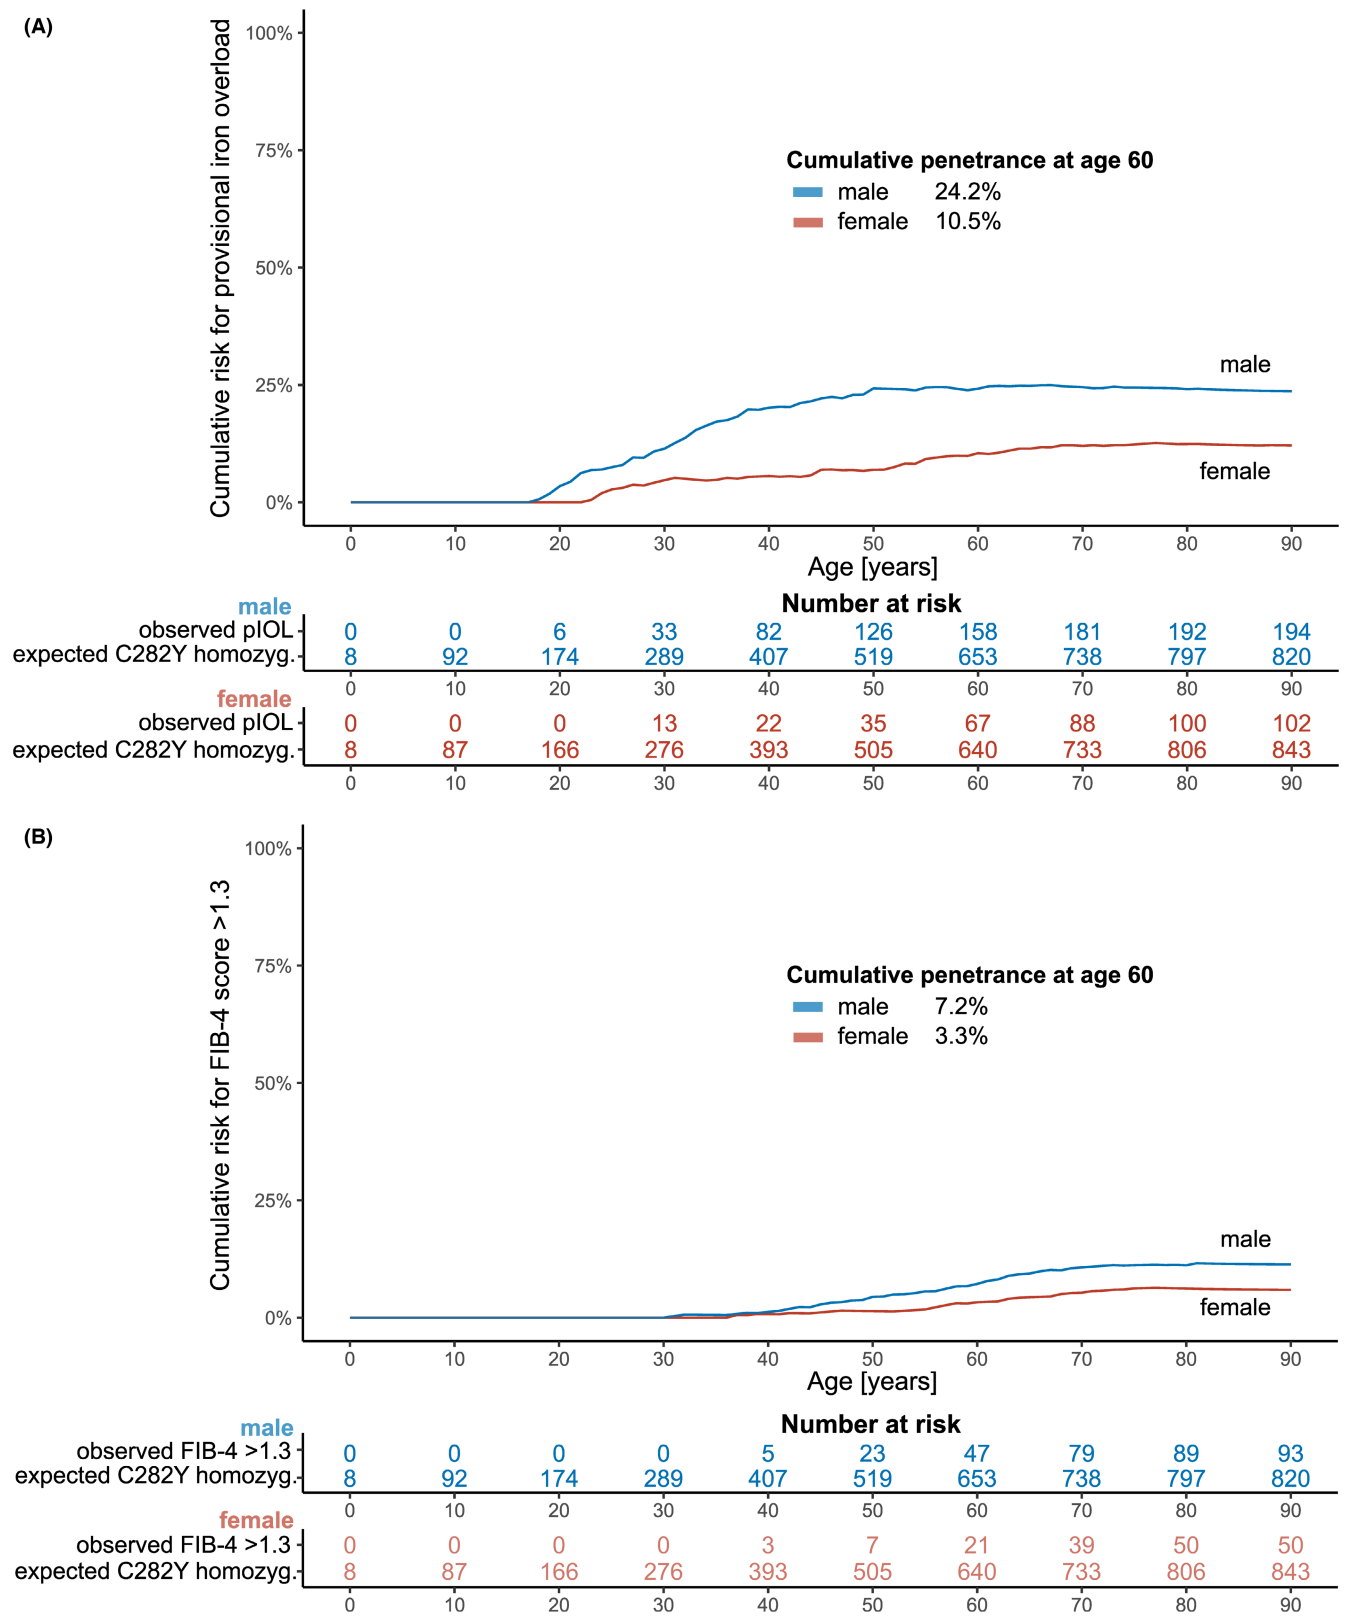 (A)
Cumulative risk for provisional iron overload
100%
75%
50%
25%
0%
Cumulative penetrance at age 60
male 24.2%
female 10.5%
male
female
0 10 20 30 40 50 60 70 80 90
Age [years]
male Number at risk
observed pIOL 0 0 6 33 82 126 158 181 192 194
expected C282Y homozyg. 8 92 174 289 407 519 653 738 797 820
0 10 20 30 40 50 60 70 80 90
female
observed pIOL 0 0 0 13 22 35 67 88 100 102
expected C282Y homozyg. 8 87 166 276 393 505 640 733 806 843
0 10 20 30 40 50 60 70 80 90
(B)
Cumulative risk for FIB-4 score >1.3
100%
75%
50%
25%
0%
Cumulative penetrance at age 60
male 7.2%
female 3.3%
male
female
0 10 20 30 40 50 60 70 80 90
Age [years]
male Number at risk
observed FIB-4 >1.3 0 0 0 0 5 23 47 79 89 93
expected C282Y homozyg. 8 92 174 289 407 519 653 738 797 820
0 10 20 30 40 50 60 70 80 90
female
observed FIB-4 >1.3 0 0 0 0 3 7 21 39 50 50
expected C282Y homozyg. 8 87 166 276 393 505 640 733 806 843
0 10 20 30 40 50 60 70 80 90